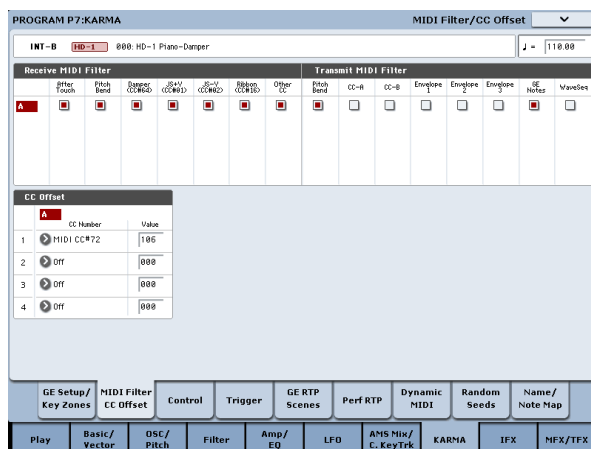 PROGRAM P7:KARMA MIDI Filter/CC Offset
INT-B HD-1 000: HD-1 Piano-Damper ♩= 110.00
Receive MIDI Filter Transmit MIDI Filter
After Touch Pitch Bend Damper (CC#64) JS+Y (CC#01) JS-Y (CC#02) Ribbon (CC#16) Other CC Pitch Bend CC-A CC-B Envelope 1 Envelope 2 Envelope 3 GE Notes WaveSeq
A
CC Offset
A
CC Number Value
1 MIDI CC#72 106
2 Off 000
3 Off 000
4 Off 000
GE Setup/ Key Zones MIDI Filter CC Offset Control Trigger GE RTP Scenes Perf RTP Dynamic MIDI Random Seeds Name/ Note Map
Play Basic/ Vector OSC/ Pitch Filter Amp/ EQ LFO AMS Mix/ C. KeyTrk KARMA IFX MFX/TFX